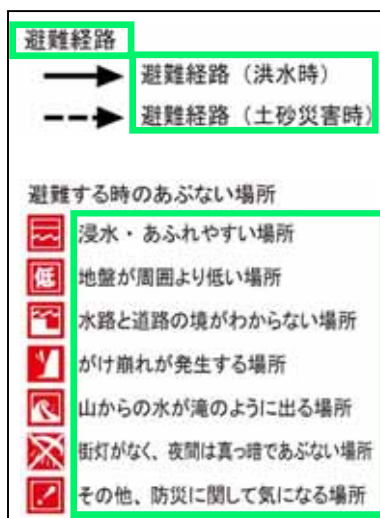 避難経路
避難経路（洪水時）
避難経路（土砂災害時）
避難する時のあぶない場所
浸水・あふれやすい場所
低 地盤が周囲より低い場所
水路と道路の境がわからない場所
がけ崩れが発生する場所
山からの水が滝のように出る場所
街灯がなく、夜間は真っ暗であぶない場所
その他、防災に関して気になる場所